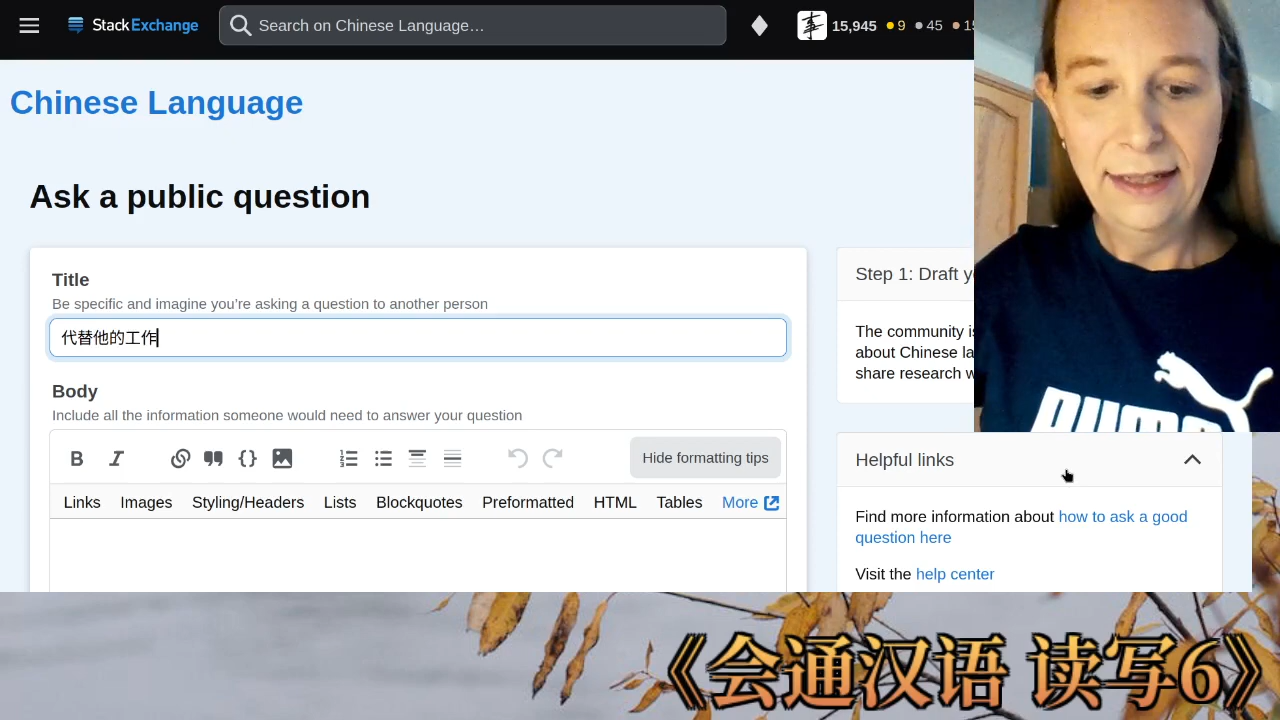 StackExchange
Search on Chinese Language…
15,945 9 45
Chinese Language
Ask a public question
Title
Be specific and imagine you’re asking a question to another person
代替他的工作
Body
Include all the information someone would need to answer your question
B I
Hide formatting tips
Links Images Styling/Headers Lists Blockquotes Preformatted HTML Tables More
Step 1: Draft
The community
about Chinese
share research
Helpful links
Find more information about how to ask a good
question here
Visit the help center
《会通汉语 读写6》